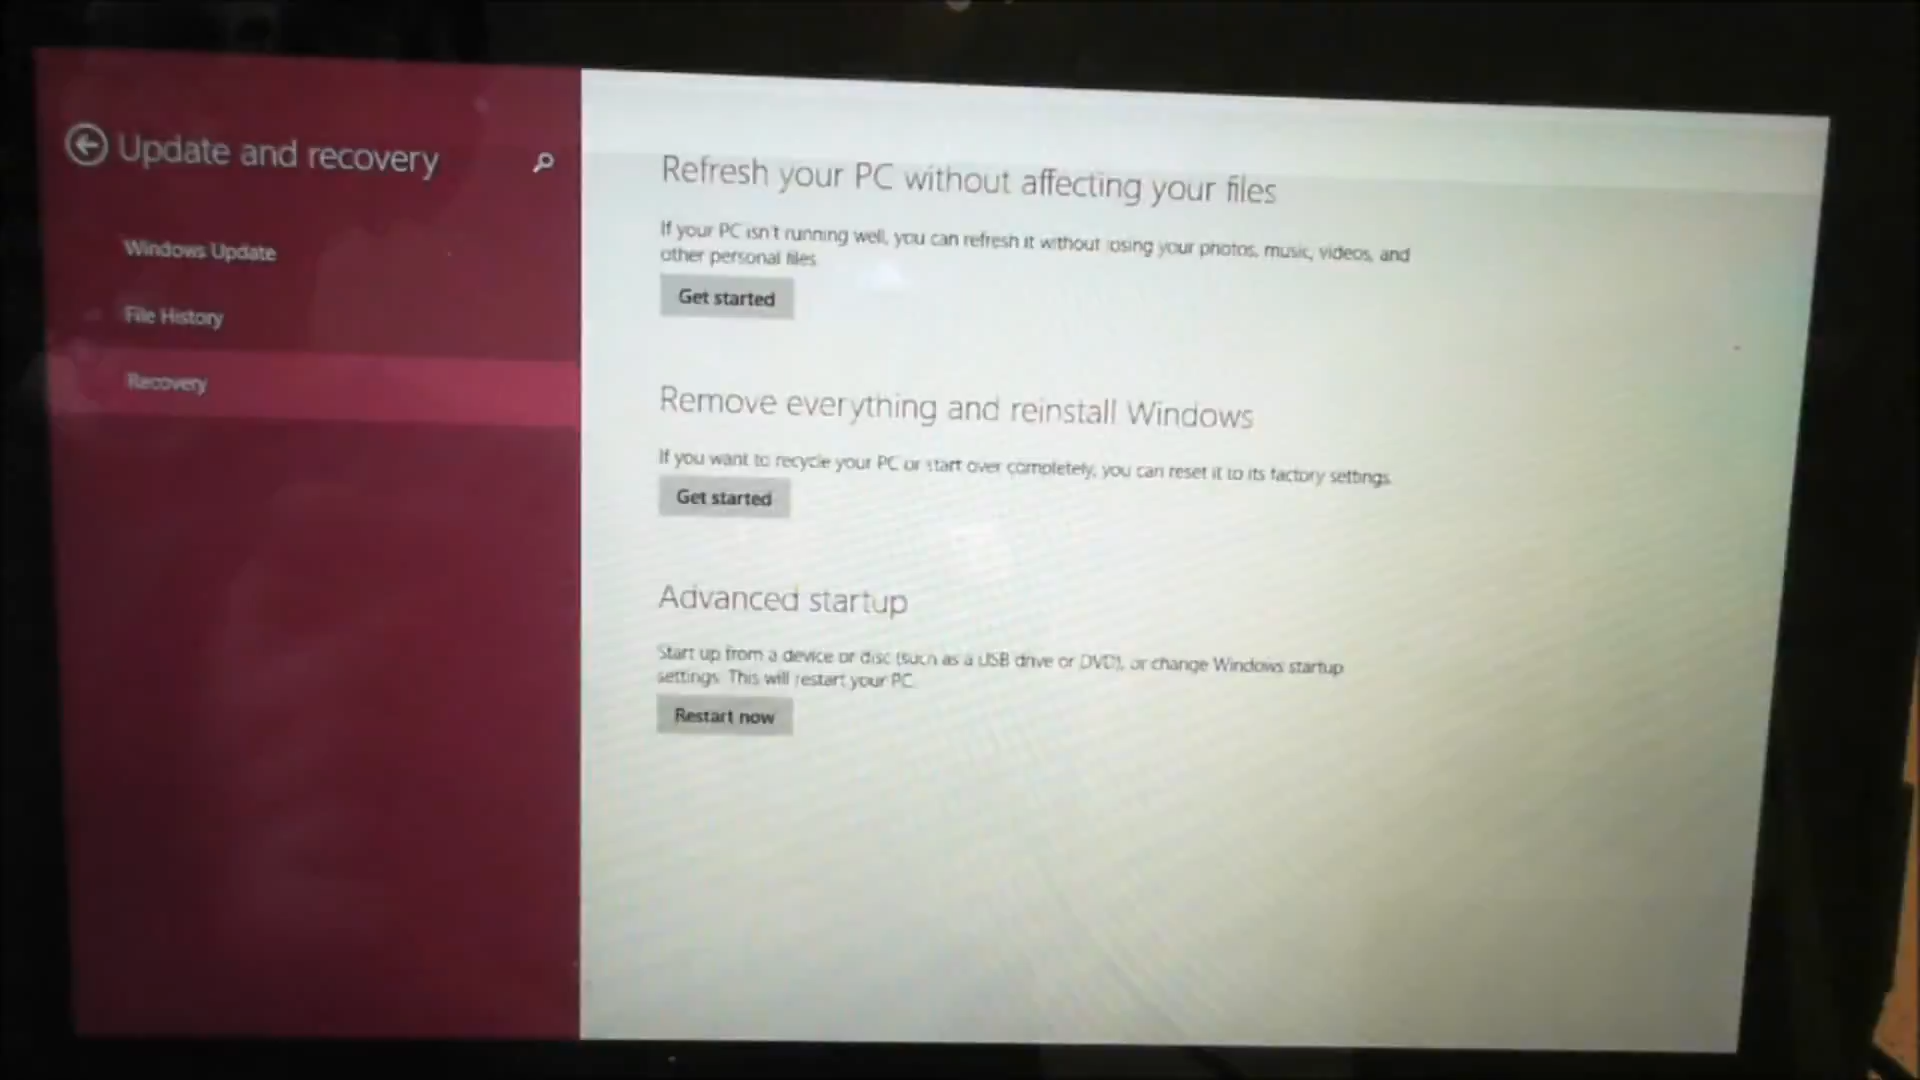 Update and recovery
Windows Update
File History
Recovery
Refresh your PC without affecting your files
If your PC isn't running well, you can refresh it without losing your photos, music, videos, and
other personal files.
Get started
Remove everything and reinstall Windows
If you want to recycle your PC or start over completely, you can reset it to its factory settings.
Get started
Advanced startup
Start up from a device or disc (such as a USB drive or DVD), or change Windows startup
settings. This will restart your PC.
Restart now